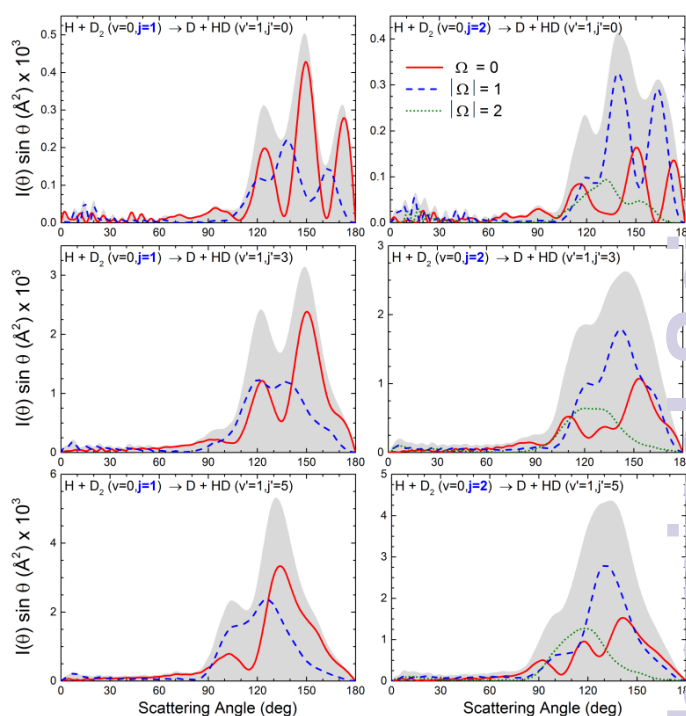 H + D₂ (v=0,j=1) → D + HD (v'=1,j'=0)
H + D₂ (v=0,j=2) → D + HD (v'=1,j'=0)
0.5
0.4
0.3
0.2
0.1
0.0
0.4
0.3
0.2
0.1
0.0
Ω = 0
|Ω| = 1
|Ω| = 2
I(θ) sin θ (Å²) x 10³
0 30 60 90 120 150 180
0 30 60 90 120 150 180
H + D₂ (v=0,j=1) → D + HD (v'=1,j'=3)
H + D₂ (v=0,j=2) → D + HD (v'=1,j'=3)
3
2
1
0
3
2
1
0
I(θ) sin θ (Å²) x 10³
0 30 60 90 120 150 180
0 30 60 90 120 150 180
H + D₂ (v=0,j=1) → D + HD (v'=1,j'=5)
H + D₂ (v=0,j=2) → D + HD (v'=1,j'=5)
6
4
2
0
5
4
3
2
1
0
I(θ) sin θ (Å²) x 10³
0 30 60 90 120 150 180
0 30 60 90 120 150 180
Scattering Angle (deg)
Scattering Angle (deg)